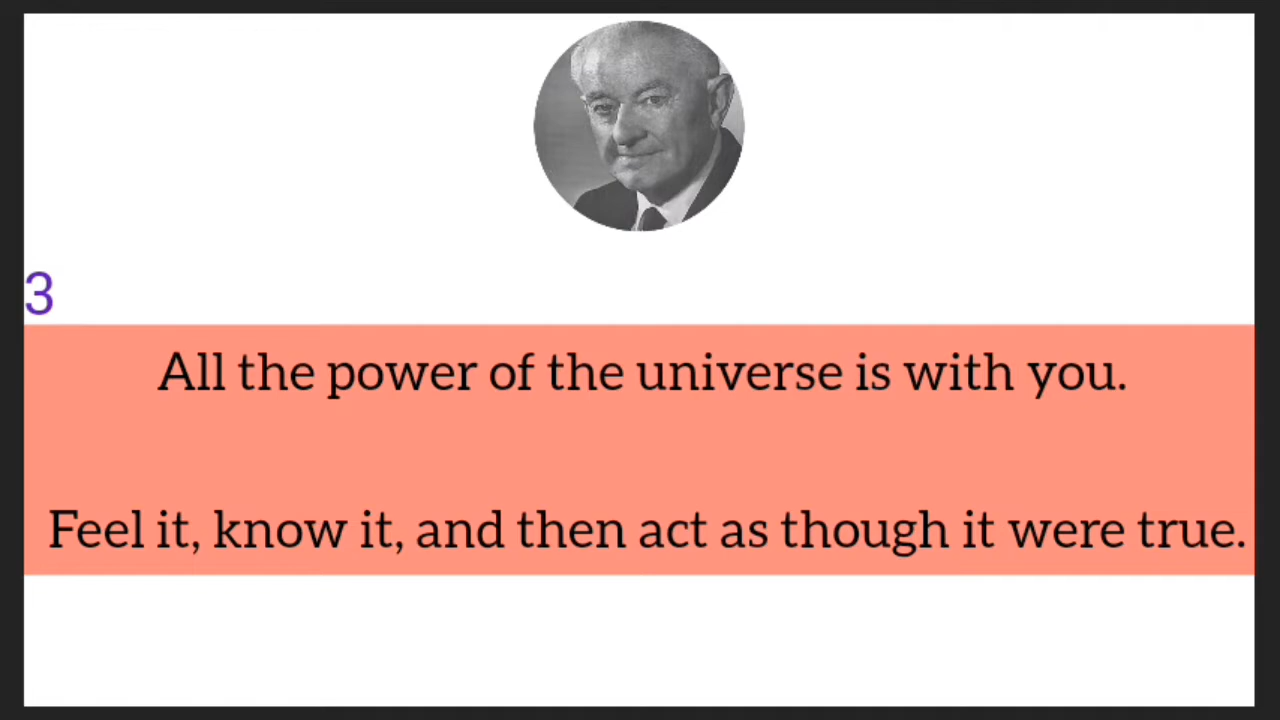 3
All the power of the universe is with you.
Feel it, know it, and then act as though it were true.